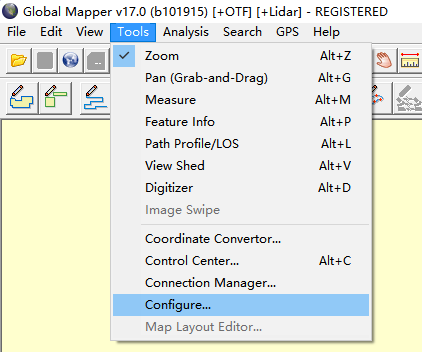 Global Mapper v17.0 (b101915) [+OTF] [+Lidar] - REGISTERED
File Edit View Tools Analysis Search GPS Help
Zoom Alt+Z
Pan (Grab-and-Drag) Alt+G
Measure Alt+M
Feature Info Alt+P
Path Profile/LOS Alt+L
View Shed Alt+V
Digitizer Alt+D
Image Swipe
Coordinate Convertor...
Control Center... Alt+C
Connection Manager...
Configure...
Map Layout Editor...